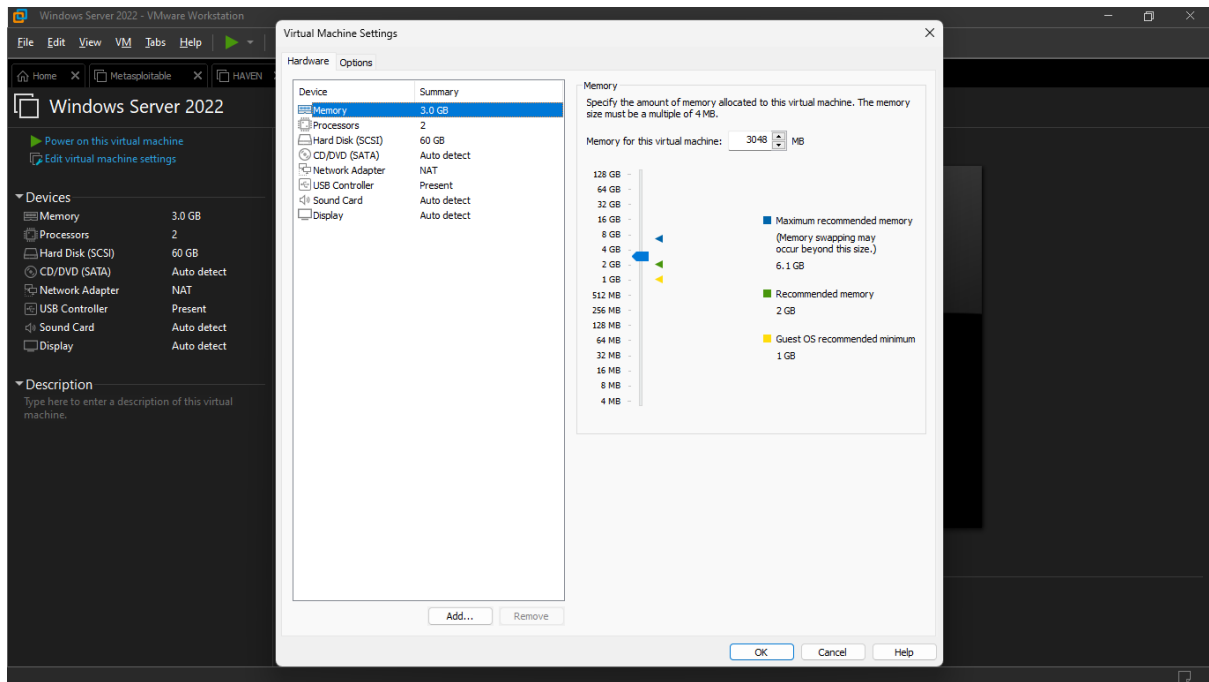 Windows Server 2022 - VMware Workstation
File Edit View VM Tabs Help
Home Metasploitable HAVEN
Windows Server 2022
Power on this virtual machine
Edit virtual machine settings
Devices
Memory 3.0 GB
Processors 2
Hard Disk (SCSI) 60 GB
CD/DVD (SATA) Auto detect
Network Adapter NAT
USB Controller Present
Sound Card Auto detect
Display Auto detect
Description
Type here to enter a description of this virtual
machine.
Virtual Machine Settings
Hardware Options
Device Summary
Memory 3.0 GB
Processors 2
Hard Disk (SCSI) 60 GB
CD/DVD (SATA) Auto detect
Network Adapter NAT
USB Controller Present
Sound Card Auto detect
Display Auto detect
Add... Remove
Memory
Specify the amount of memory allocated to this virtual machine. The memory
size must be a multiple of 4 MB.
Memory for this virtual machine: 3048 MB
128 GB
64 GB
32 GB
16 GB
8 GB
4 GB
2 GB
1 GB
512 MB
256 MB
128 MB
64 MB
32 MB
16 MB
8 MB
4 MB
Maximum recommended memory
(Memory swapping may
occur beyond this size.)
6.1 GB
Recommended memory
2 GB
Guest OS recommended minimum
1 GB
OK Cancel Help